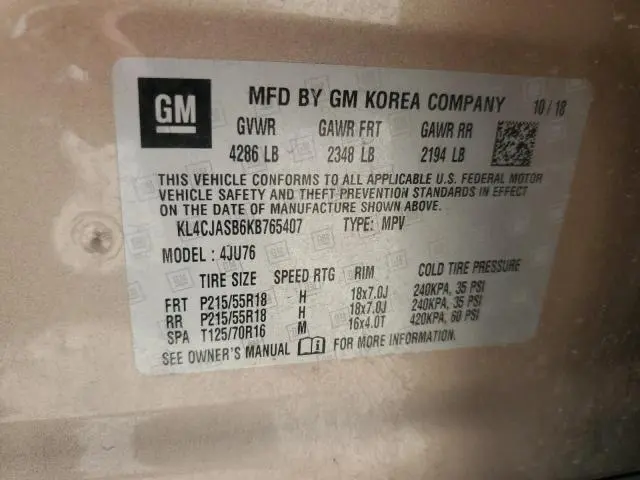 GM MFD BY GM KOREA COMPANY 10/18
GVWR GAWR FRT GAWR RR
4286 LB 2348 LB 2194 LB
THIS VEHICLE CONFORMS TO ALL APPLICABLE U.S. FEDERAL MOTOR
VEHICLE SAFETY AND THEFT PREVENTION STANDARDS IN EFFECT
ON THE DATE OF MANUFACTURE SHOWN ABOVE.
KL4CJASB6KB765407 TYPE: MPV
MODEL : 4JU76
TIRE SIZE SPEED RTG RIM COLD TIRE PRESSURE
FRT P215/55R18 H 18x7.0J 240KPA, 35 PSI
RR P215/55R18 H 18x7.0J 240KPA, 35 PSI
SPA T125/70R16 M 16x4.0T 420KPA, 60 PSI
SEE OWNER'S MANUAL FOR MORE INFORMATION.